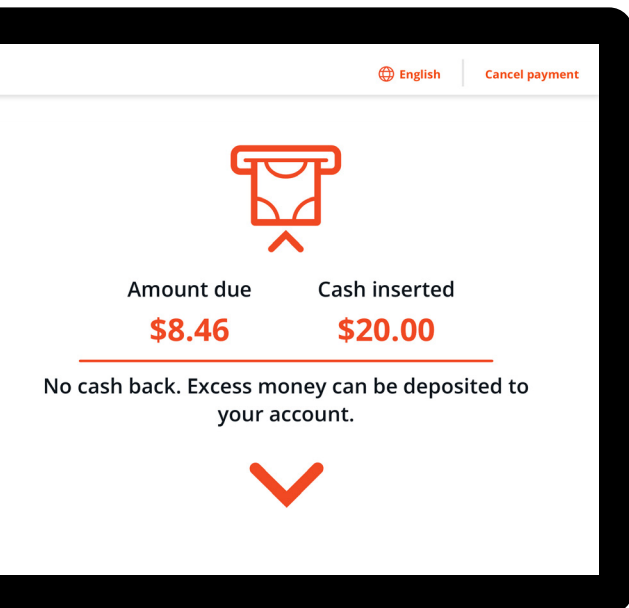 English
Cancel payment
Amount due
Cash inserted
$8.46
$20.00
No cash back. Excess money can be deposited to
your account.